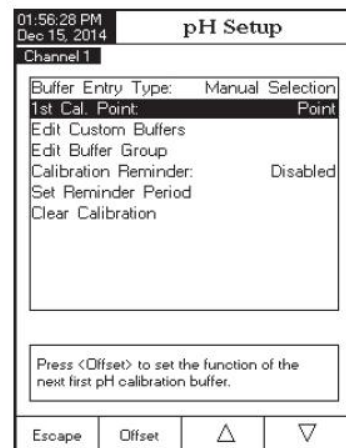 01:56:28 PM
Dec 15, 2014
pH Setup
Channel 1
Buffer Entry Type: Manual Selection
1st Cal. Point: Point
Edit Custom Buffers
Edit Buffer Group
Calibration Reminder: Disabled
Set Reminder Period
Clear Calibration
Press <Offset> to set the function of the
next first pH calibration buffer.
Escape Offset △ ▽